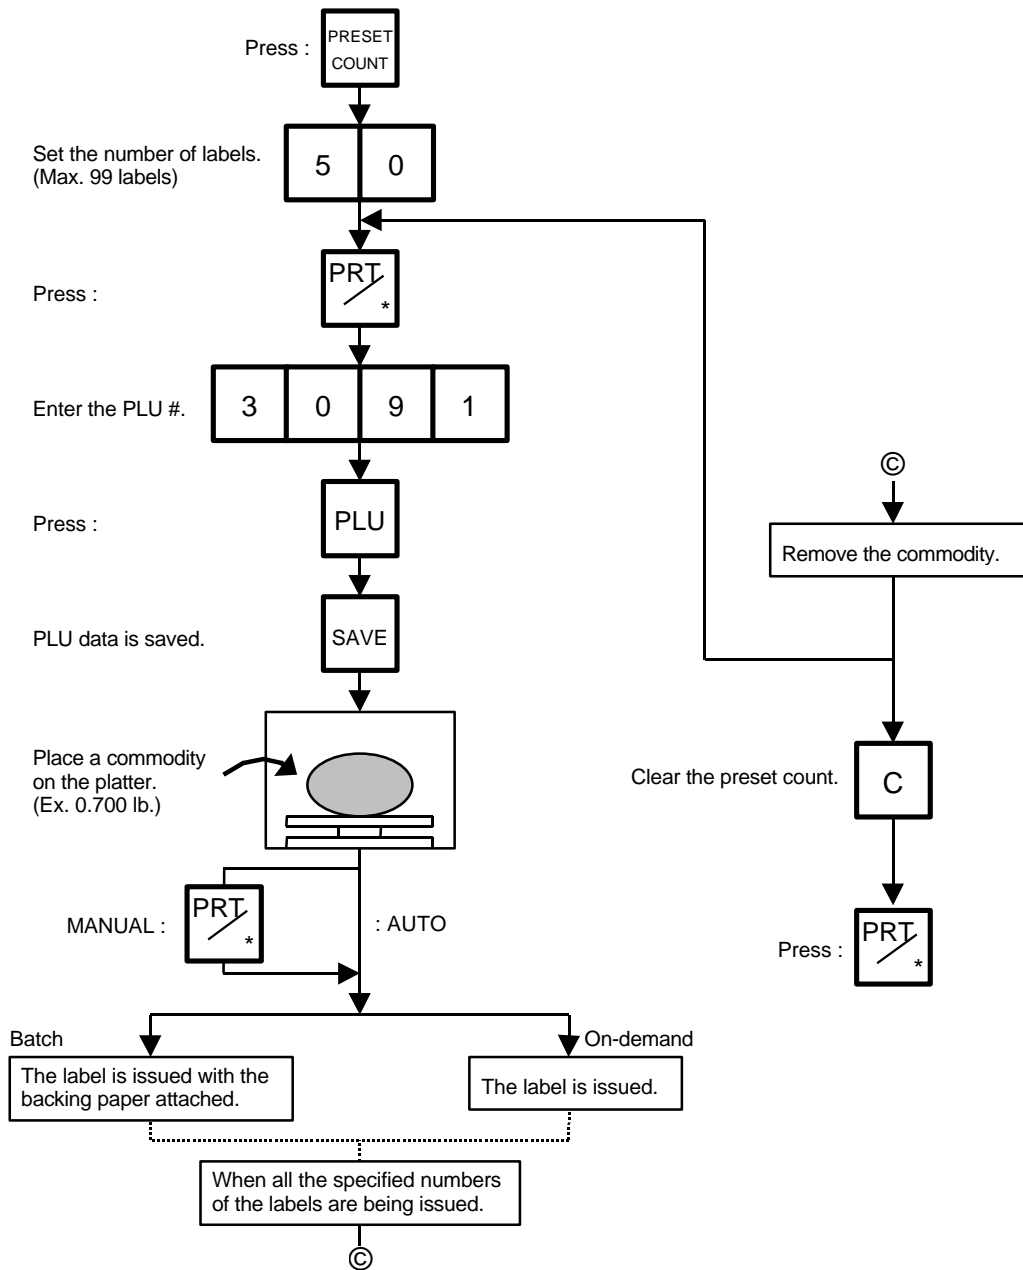 Press :
PRESET
COUNT
Set the number of labels.
(Max. 99 labels)
5 0
Press :
PRT
*
Enter the PLU #.
3 0 9 1
Press :
PLU
PLU data is saved.
SAVE
Place a commodity
on the platter.
(Ex. 0.700 lb.)
MANUAL :
PRT
*
: AUTO
Batch
The label is issued with the
backing paper attached.
On-demand
The label is issued.
When all the specified numbers
of the labels are being issued.
©
©
Remove the commodity.
Clear the preset count.
C
Press :
PRT
*